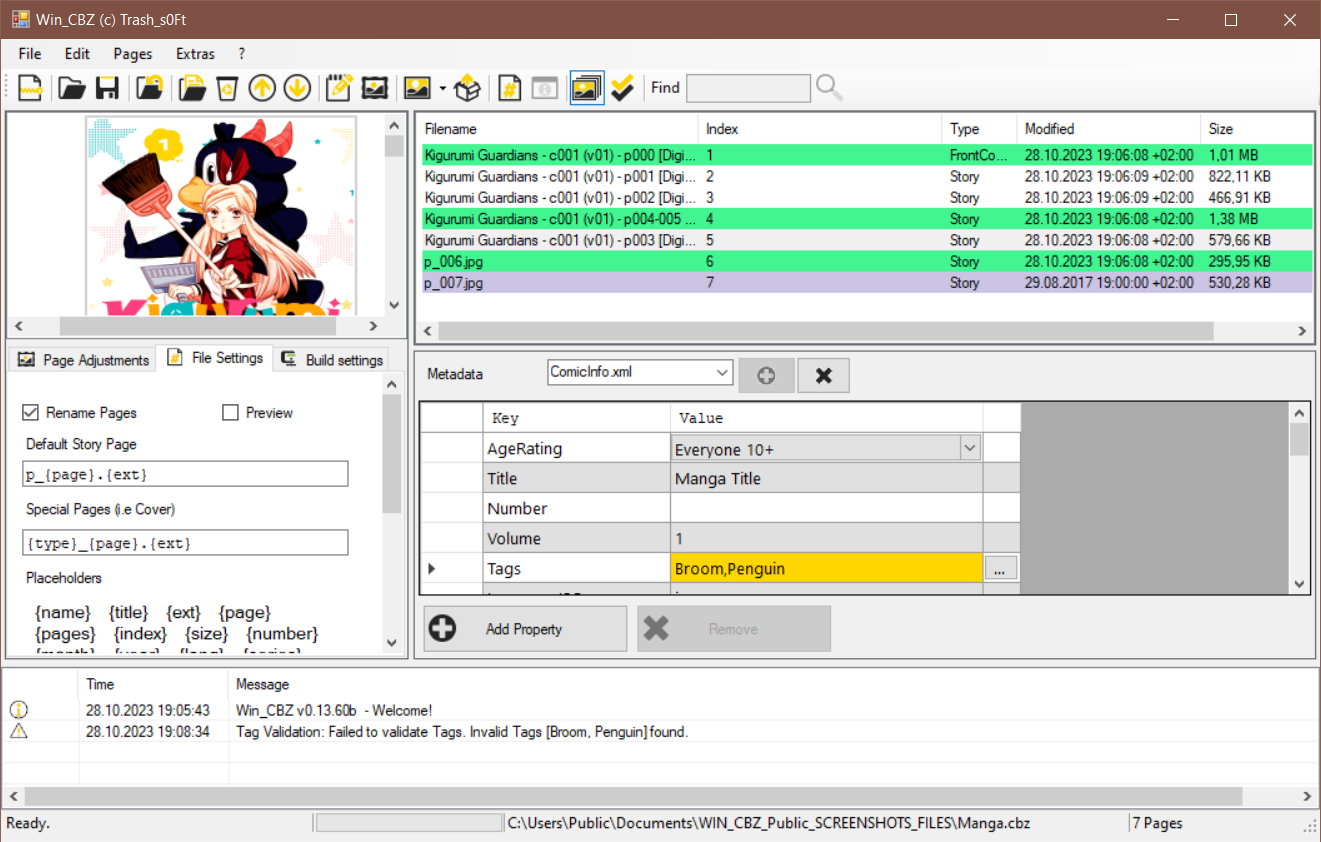 Win_CBZ (c) Trash_s0Ft
File Edit Pages Extras ?
Find
1
Kigurumi
Filename Index Type Modified Size
Kigurumi Guardians - c001 (v01) - p000 [Digi... 1 FrontCo... 28.10.2023 19:06:08 +02:00 1,01 MB
Kigurumi Guardians - c001 (v01) - p001 [Digi... 2 Story 28.10.2023 19:06:09 +02:00 822,11 KB
Kigurumi Guardians - c001 (v01) - p002 [Digi... 3 Story 28.10.2023 19:06:09 +02:00 466,91 KB
Kigurumi Guardians - c001 (v01) - p004-005 ... 4 Story 28.10.2023 19:06:08 +02:00 1,38 MB
Kigurumi Guardians - c001 (v01) - p003 [Digi... 5 Story 28.10.2023 19:06:08 +02:00 579,66 KB
p_006.jpg 6 Story 28.10.2023 19:06:08 +02:00 295,95 KB
p_007.jpg 7 Story 29.08.2017 19:00:00 +02:00 530,28 KB
Page Adjustments File Settings Build settings
Rename Pages Preview
Default Story Page
p_{page}.{ext}
Special Pages (i.e Cover)
{type}_{page}.{ext}
Placeholders
{name} {title} {ext} {page}
{pages} {index} {size} {number}
Metadata ComicInfo.xml
Key Value
AgeRating Everyone 10+
Title Manga Title
Number
Volume 1
Tags Broom,Penguin ...
Add Property Remove
Time Message
28.10.2023 19:05:43 Win_CBZ v0.13.60b - Welcome!
28.10.2023 19:08:34 Tag Validation: Failed to validate Tags. Invalid Tags [Broom, Penguin] found.
Ready. C:\Users\Public\Documents\WIN_CBZ_Public_SCREENSHOTS_FILES\Manga.cbz 7 Pages